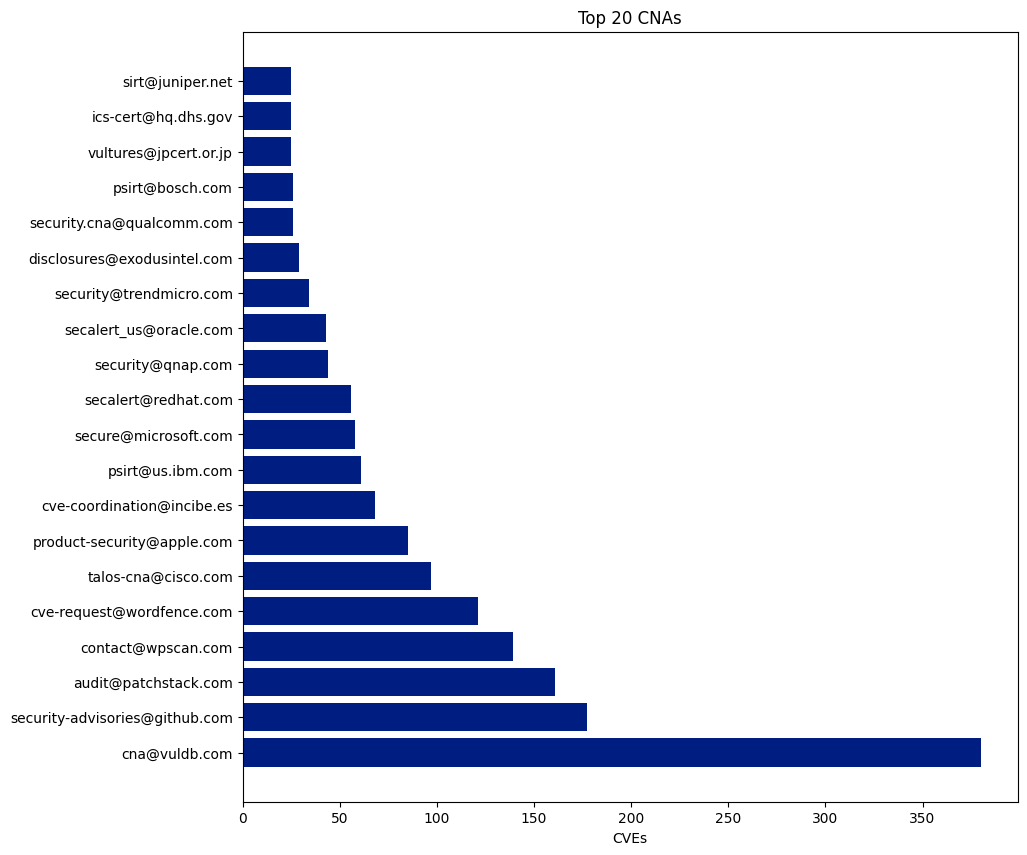 Top 20 CNAs
sirt@juniper.net
ics-cert@hq.dhs.gov
vultures@jpcert.or.jp
psirt@bosch.com
security.cna@qualcomm.com
disclosures@exodusintel.com
security@trendmicro.com
secalert_us@oracle.com
security@qnap.com
secalert@redhat.com
secure@microsoft.com
psirt@us.ibm.com
cve-coordination@incibe.es
product-security@apple.com
talos-cna@cisco.com
cve-request@wordfence.com
contact@wpscan.com
audit@patchstack.com
security-advisories@github.com
cna@vuldb.com
0 50 100 150 200 250 300 350
CVEs